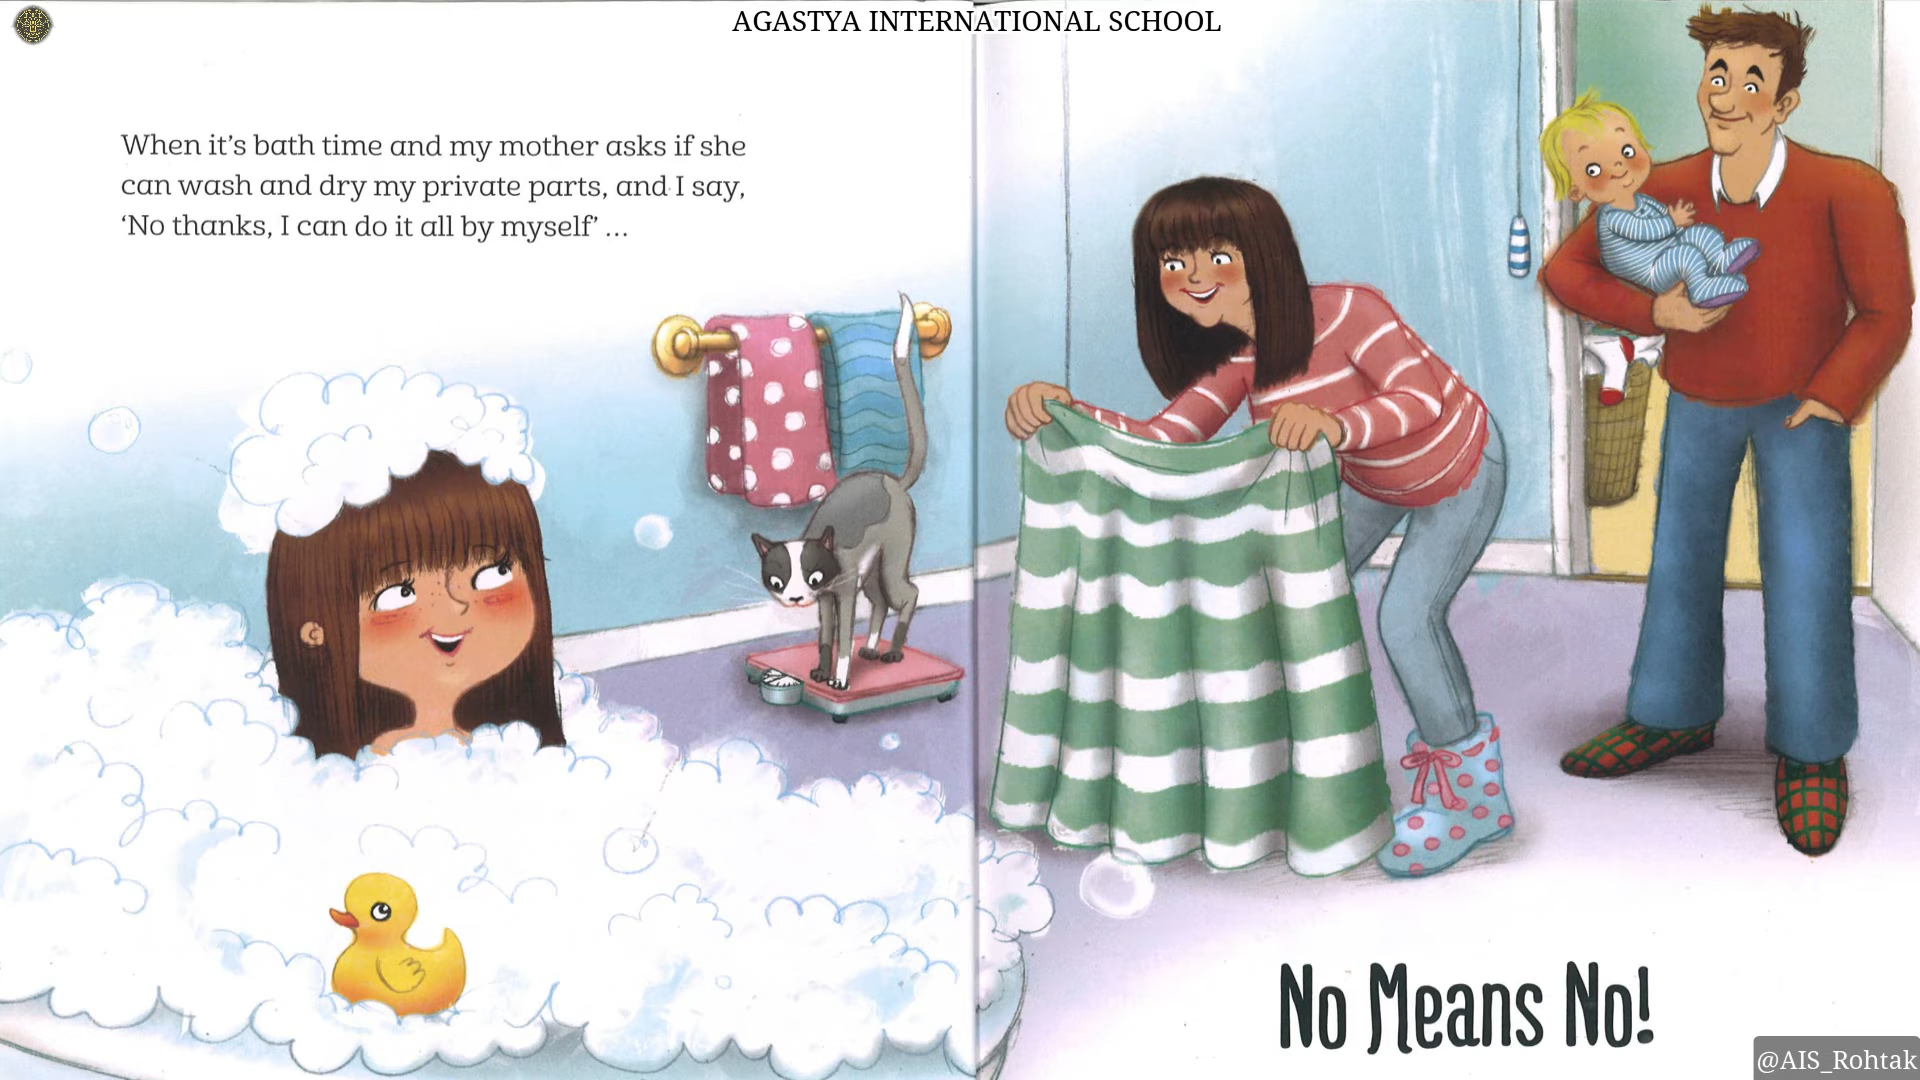 AGASTYA INTERNATIONAL SCHOOL
When it's bath time and my mother asks if she
can wash and dry my private parts, and I say,
‘No thanks, I can do it all by myself’ ...
No Means No!
@AIS_Rohtak